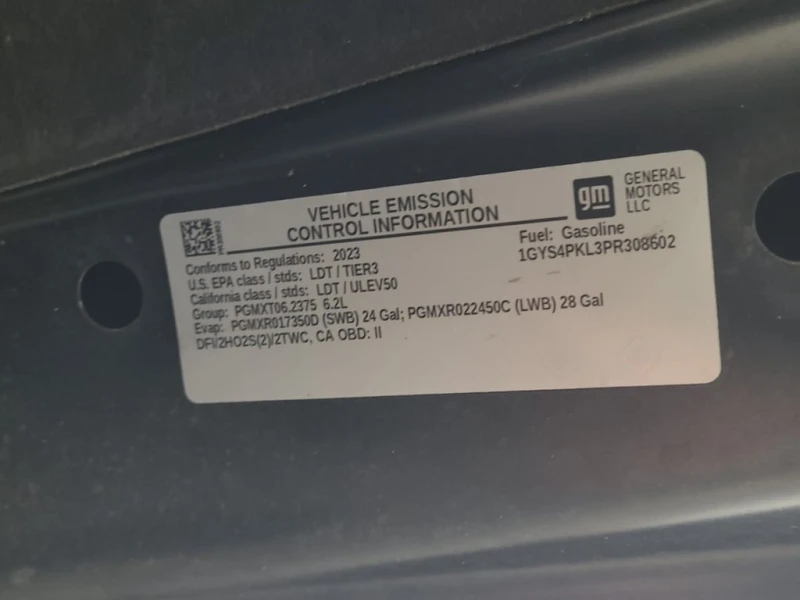 VEHICLE EMISSION
CONTROL INFORMATION
gm
GENERAL
MOTORS
LLC
Conforms to Regulations: 2023
U.S. EPA class / stds: LDT / TIER3
California class / stds: LDT / ULEV50
Group: PGMXT06.2375 6.2L
Evap: PGMXR017350D (SWB) 24 Gal; PGMXR022450C (LWB) 28 Gal
DFI/2HO2S(2)/2TWC, CA OBD: II
Fuel: Gasoline
1GYS4PKL3PR308602